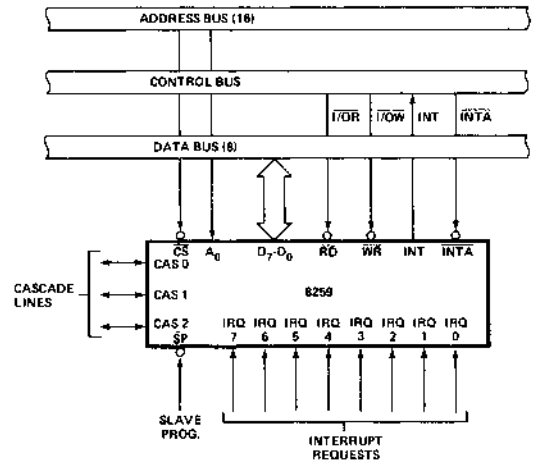 ADDRESS BUS (16)
CONTROL BUS
I/OR I/OW INT INTA
DATA BUS (8)
CS A0 D7-D0 RD WR INT INTA
CASCADE LINES
CAS 0
CAS 1
CAS 2
8259
SP
IRQ 7 IRQ 6 IRQ 5 IRQ 4 IRQ 3 IRQ 2 IRQ 1 IRQ 0
SLAVE PROG.
INTERRUPT REQUESTS